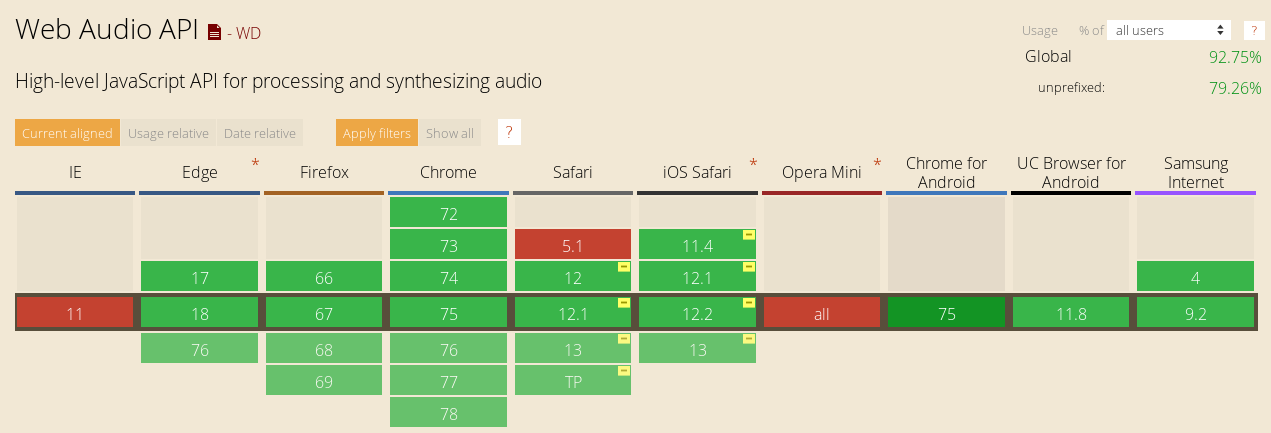 Web Audio API - WD
Usage % of all users ?
Global 92.75%
unprefixed: 79.26%
High-level JavaScript API for processing and synthesizing audio
Current aligned Usage relative Date relative Apply filters Show all ?
IE Edge * Firefox Chrome Safari iOS Safari * Opera Mini * Chrome for Android UC Browser for Android Samsung Internet
72
73 5.1 11.4
17 66 74 12 12.1 4
11 18 67 75 12.1 12.2 all 75 11.8 9.2
76 68 76 13 13
69 77 TP
78